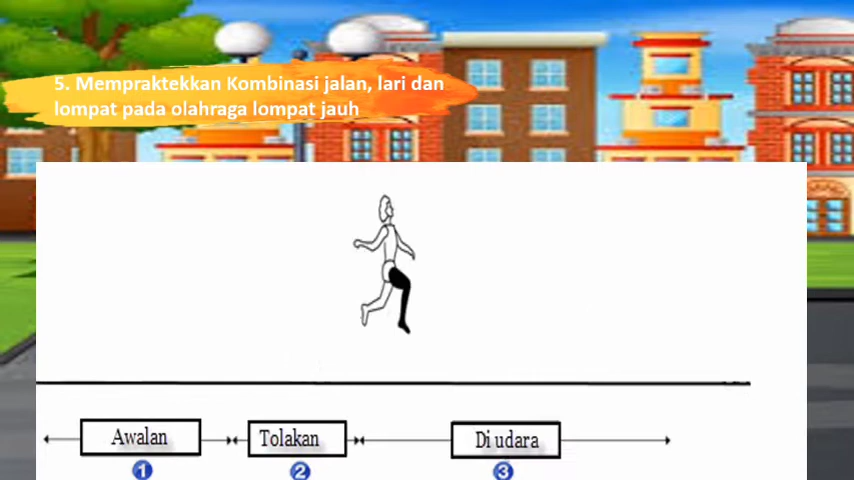 5. Mempraktekkan Kombinasi jalan, lari dan
lompat pada olahraga lompat jauh
Awalan
Tolakan
Di udara
1
2
3